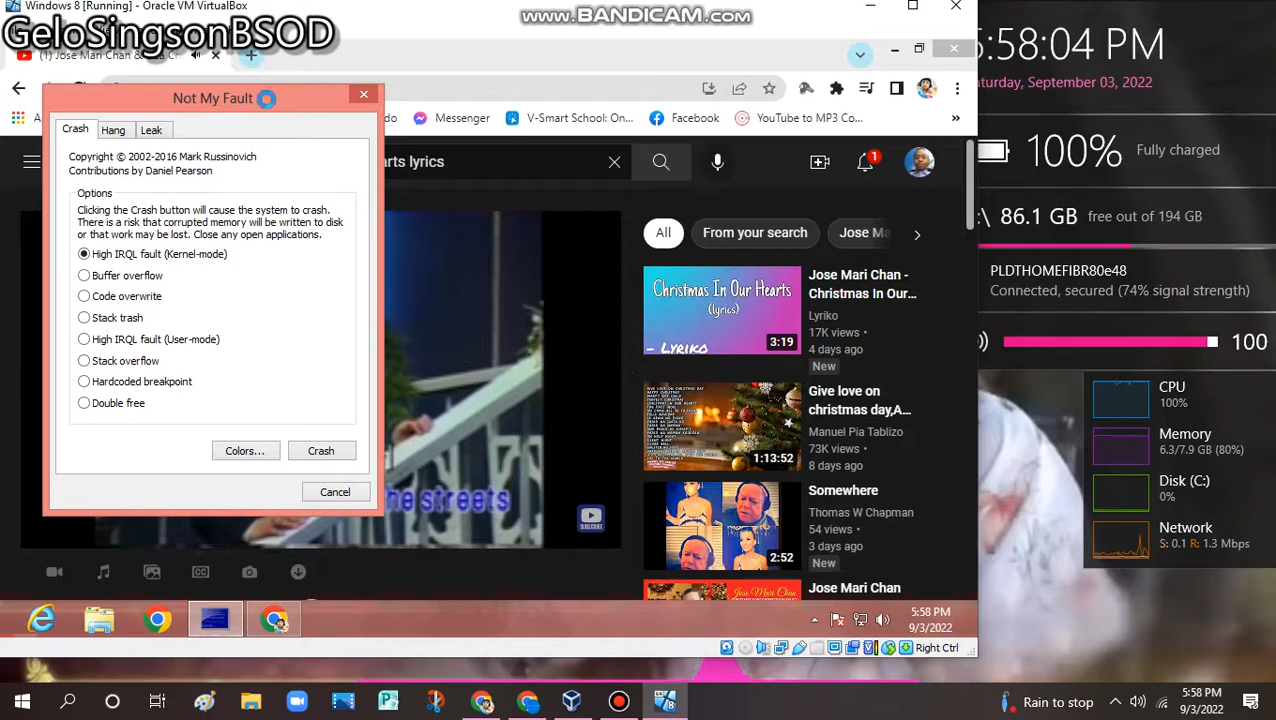 Windows 8 [Running] - Oracle VM VirtualBox
www.BANDICAM.com
GeloSingsonBSOD
(1) Jose Mari Chan &
5:58:04 PM
aturday, September 03, 2022
Not My Fault
Messenger
V-Smart School: On...
Facebook
YouTube to MP3 Co...
»
100%
Fully charged
Crash
Hang
Leak
Copyright © 2002-2016 Mark Russinovich
Contributions by Daniel Pearson
arts lyrics
1
:\ 86.1 GB free out of 194 GB
Options
Clicking the Crash button will cause the system to crash.
There is a risk that corrupted memory will be written to disk
or that work may be lost. Close any open applications.
High IRQL fault (Kernel-mode)
Buffer overflow
Code overwrite
Stack trash
High IRQL fault (User-mode)
Stack overflow
Hardcoded breakpoint
Double free
Colors...
Crash
Cancel
he streets
SUBSCRIBE
All
From your search
Jose Ma
Christmas In Our Hearts
(lyrics)
- LYRIKO
3:19
Jose Mari Chan -
Christmas In Our...
Lyriko
17K views •
4 days ago
New
1:13:52
Give love on
christmas day,A...
Manuel Pia Tablizo
73K views •
8 days ago
2:52
Somewhere
Thomas W Chapman
54 views •
3 days ago
New
Jose Mari Chan
PLDTHOMEFIBR80e48
Connected, secured (74% signal strength)
100
CPU
100%
Memory
6.3/7.9 GB (80%)
Disk (C:)
0%
Network
S: 0.1 R: 1.3 Mbps
5:58 PM
9/3/2022
Right Ctrl
Rain to stop
5:58 PM
9/3/2022